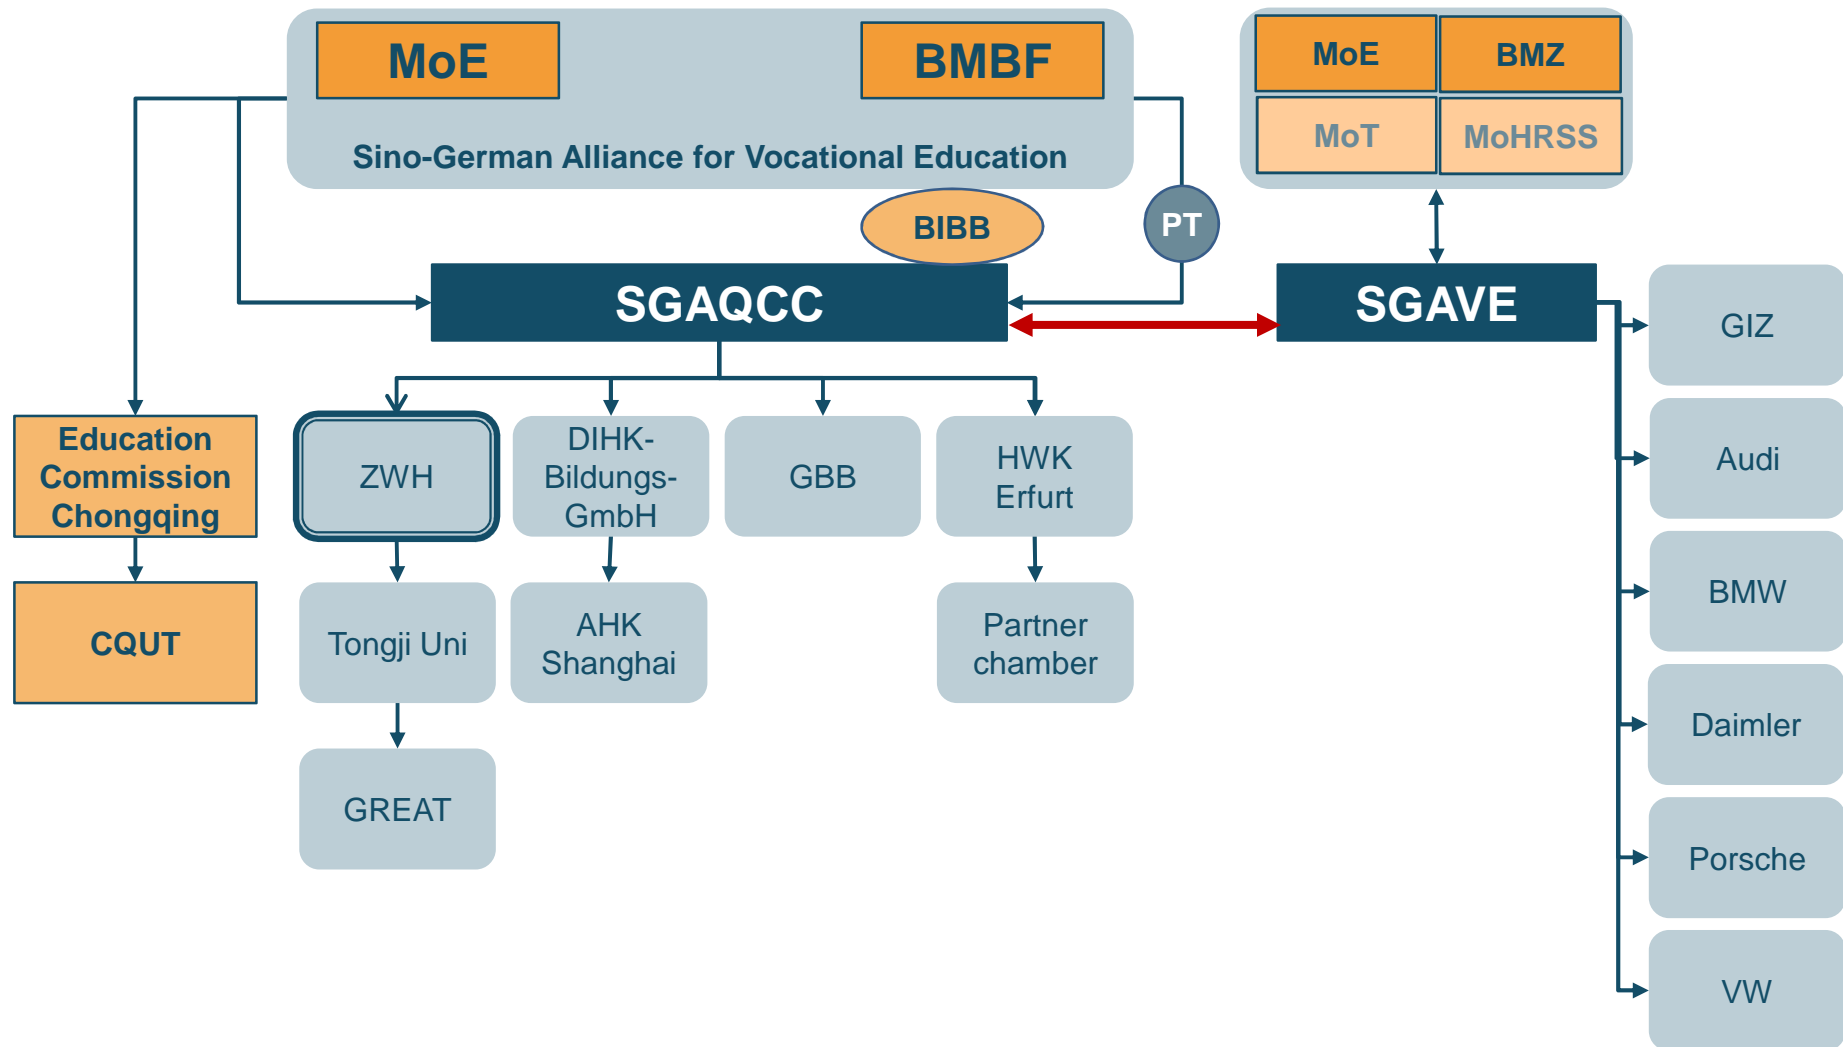 MoE
BMBF
Sino-German Alliance for Vocational Education
MoE
BMZ
MoT
MoHRSS
BIBB
PT
SGAQCC
SGAVE
GIZ
Audi
BMW
Daimler
Porsche
VW
Education
Commission
Chongqing
ZWH
DIHK-
Bildungs-
GmbH
GBB
HWK
Erfurt
CQUT
Tongji Uni
AHK
Shanghai
Partner
chamber
GREAT